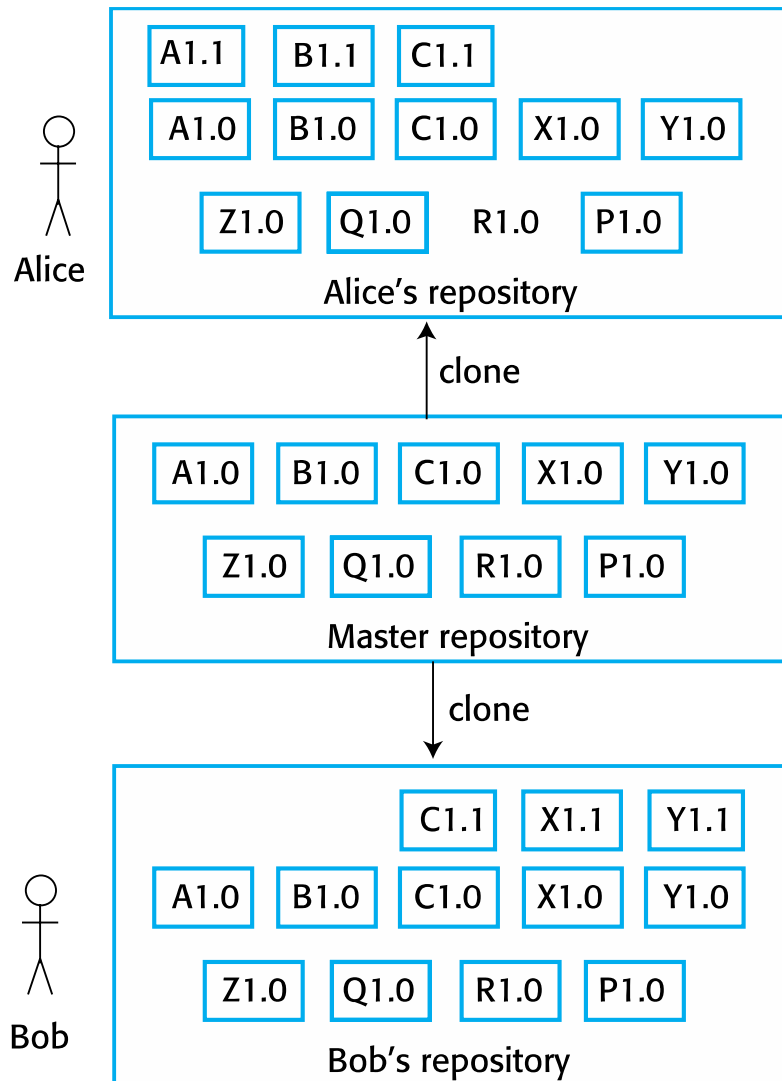 A1.1 B1.1 C1.1
A1.0 B1.0 C1.0 X1.0 Y1.0
Z1.0 Q1.0 R1.0 P1.0
Alice
Alice's repository
clone
A1.0 B1.0 C1.0 X1.0 Y1.0
Z1.0 Q1.0 R1.0 P1.0
Master repository
clone
C1.1 X1.1 Y1.1
A1.0 B1.0 C1.0 X1.0 Y1.0
Z1.0 Q1.0 R1.0 P1.0
Bob
Bob's repository